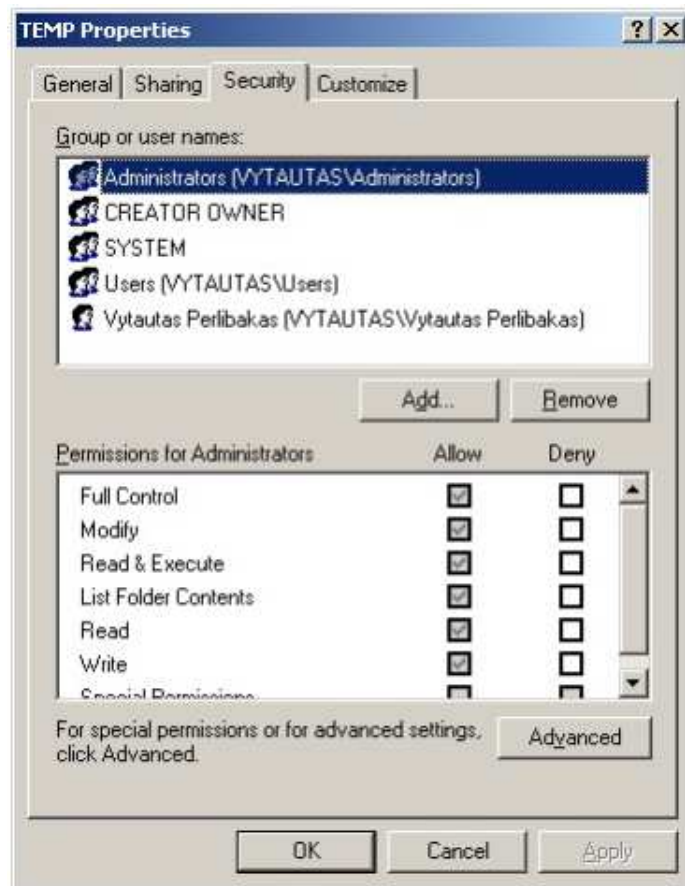 TEMP Properties
General Sharing Security Customize
Group or user names:
Administrators (VYTAUTAS\Administrators)
CREATOR OWNER
SYSTEM
Users (VYTAUTAS\Users)
Vytautas Perlibakas (VYTAUTAS\Vytautas Perlibakas)
Add... Remove
Permissions for Administrators Allow Deny
Full Control
Modify
Read & Execute
List Folder Contents
Read
Write
Special Permissions
For special permissions or for advanced settings,
click Advanced.
Advanced
OK Cancel Apply